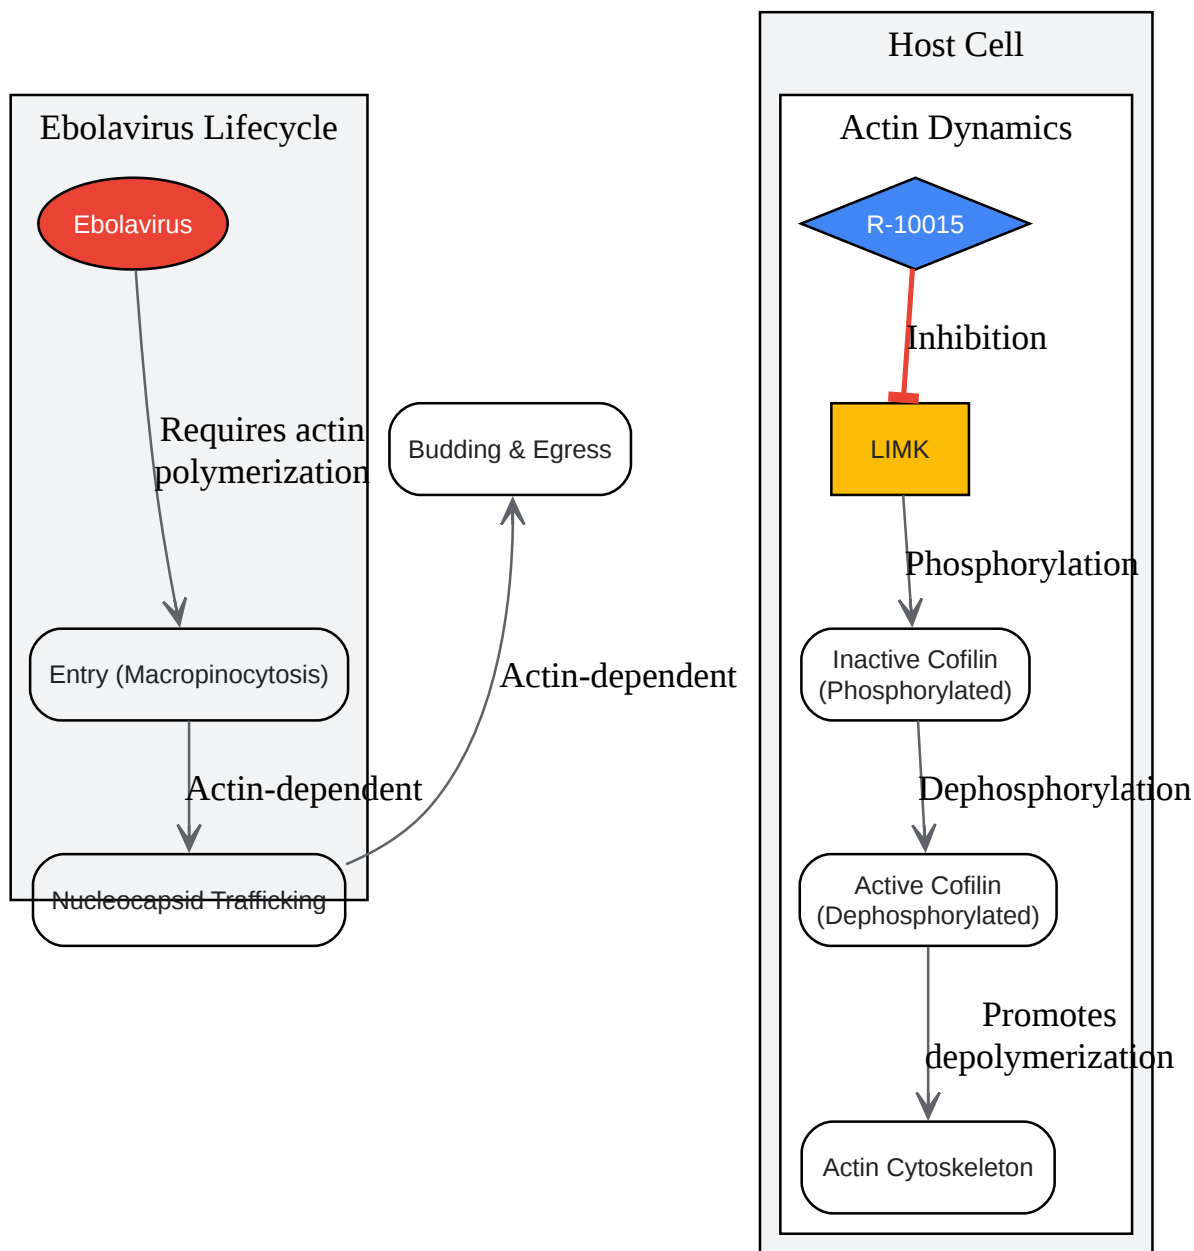 Ebolavirus Lifecycle
Ebolavirus
Requires actin
polymerization
Budding & Egress
Entry (Macropinocytosis)
Actin-dependent
Actin-dependent
Nucleocapsid Trafficking
Host Cell
Actin Dynamics
R-10015
Inhibition
LIMK
Phosphorylation
Inactive Cofilin
(Phosphorylated)
Dephosphorylation
Active Cofilin
(Dephosphorylated)
Promotes
depolymerization
Actin Cytoskeleton